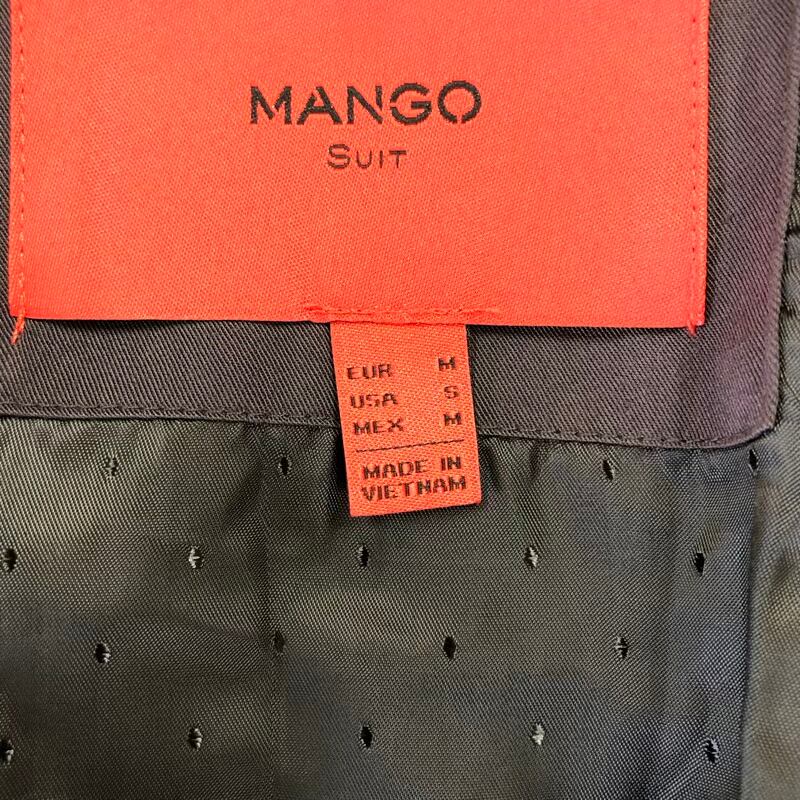 MANGO
SUIT
EUR M
USA S
MEX M
MADE IN
VIETNAM